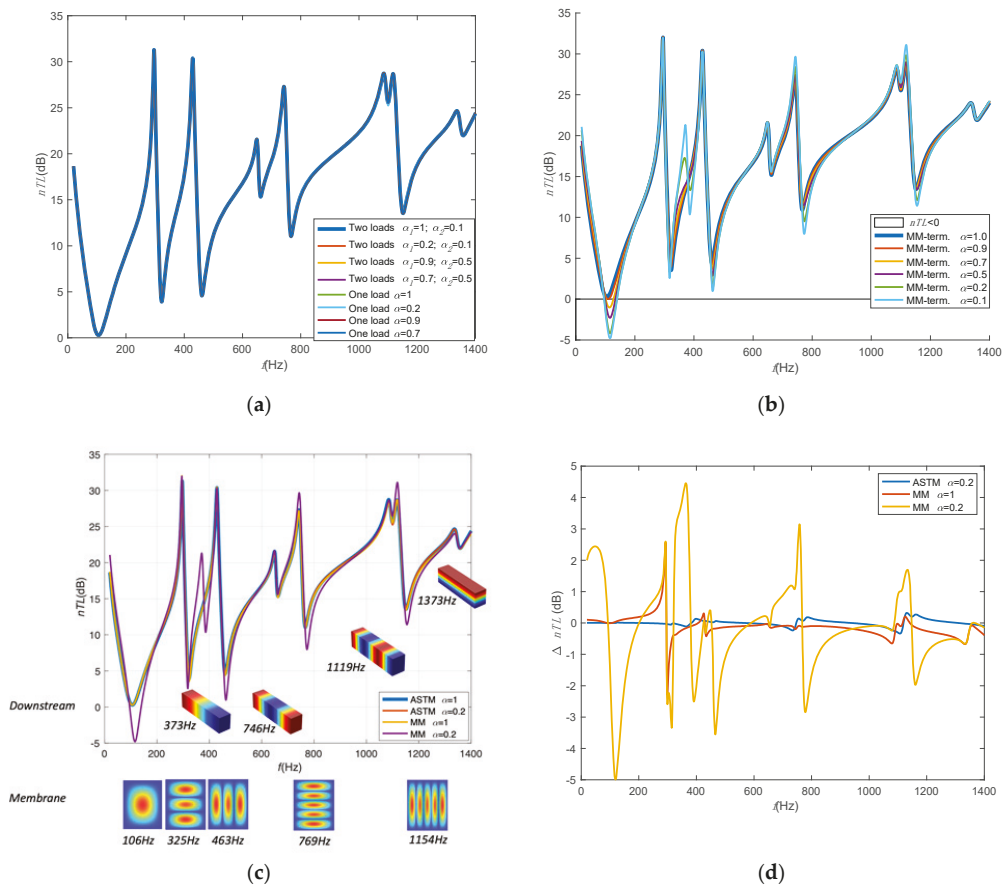 35
30
25
20
15
10
5
0
nTL(dB)
Two loads α1=1; α2=0.1
Two loads α1=0.2; α2=0.1
Two loads α1=0.9; α2=0.5
Two loads α1=0.7; α2=0.5
One load α=1
One load α=0.2
One load α=0.9
One load α=0.7
0 200 400 600 800 1000 1200 1400
f(Hz)
(a)
35
30
25
20
15
10
5
0
-5
nTL(dB)
nTL<0
MM-term. α=1.0
MM-term. α=0.9
MM-term. α=0.7
MM-term. α=0.5
MM-term. α=0.2
MM-term. α=0.1
0 200 400 600 800 1000 1200 1400
f(Hz)
(b)
35
30
25
20
15
10
5
0
-5
nTL(dB)
1373Hz
1119Hz
373Hz 746Hz
ASTM α=1
ASTM α=0.2
MM α=1
MM α=0.2
Downstream
0 200 400 600 800 1000 1200 1400
f(Hz)
Membrane
106Hz 325Hz 463Hz 769Hz 1154Hz
(c)
5
4
3
2
1
0
-1
-2
-3
-4
-5
Δ nTL (dB)
ASTM α=0.2
MM α=1
MM α=0.2
0 200 400 600 800 1000 1200 1400
f(Hz)
(d)